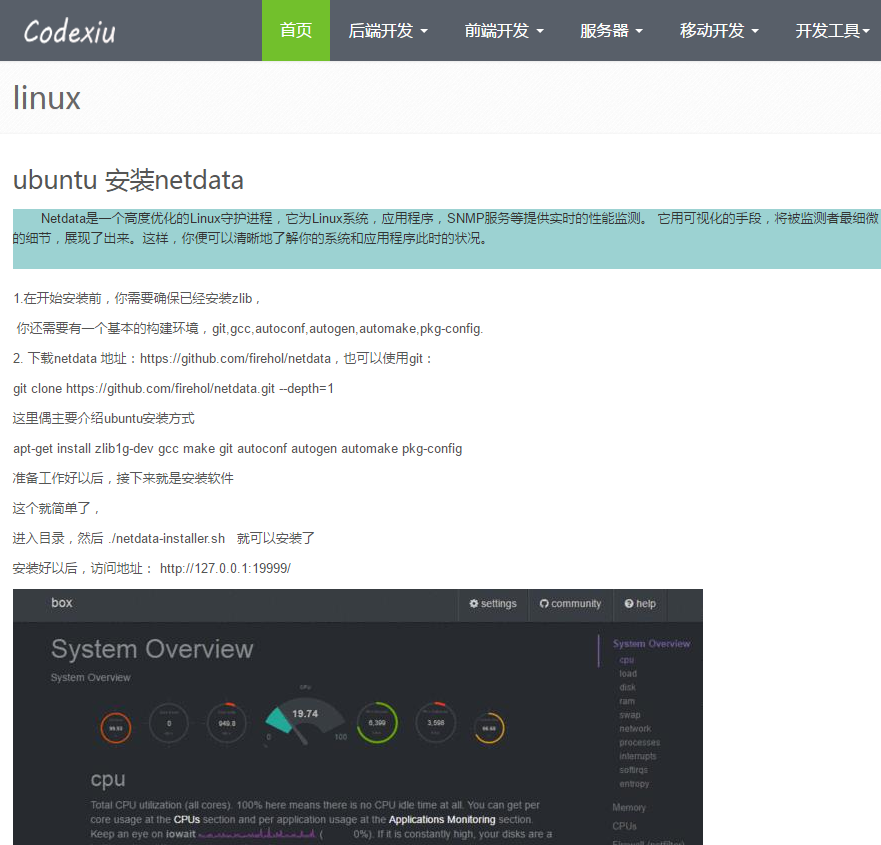 Codexiu
首页 后端开发 前端开发 服务器 移动开发 开发工具
linux
ubuntu 安装netdata
Netdata是一个高度优化的Linux守护进程，它为Linux系统，应用程序，SNMP服务等提供实时的性能监测。 它用可视化的手段，将被监测者最细微
的细节，展现了出来。这样，你便可以清晰地了解你的系统和应用程序此时的状况。
1.在开始安装前，你需要确保已经安装zlib，
你还需要有一个基本的构建环境，git,gcc,autoconf,autogen,automake,pkg-config.
2. 下载netdata 地址：https://github.com/firehol/netdata，也可以使用git：
git clone https://github.com/firehol/netdata.git --depth=1
这里偶主要介绍ubuntu安装方式
apt-get install zlib1g-dev gcc make git autoconf autogen automake pkg-config
准备工作好以后，接下来就是安装软件
这个就简单了，
进入目录，然后 ./netdata-installer.sh 就可以安装了
安装好以后，访问地址： http://127.0.0.1:19999/
box settings community help
System Overview
System Overview
System Overview
cpu
load
disk
ram
swap
network
processes
interrupts
softirqs
entropy
Memory
CPUs
CPU
0 949.8 19.74 6,399 3,598
0 100
cpu
Total CPU utilization (all cores). 100% here means there is no CPU idle time at all. You can get per
core usage at the CPUs section and per application usage at the Applications Monitoring section.
Keep an eye on iowait ( 0%). If it is constantly high, your disks are a